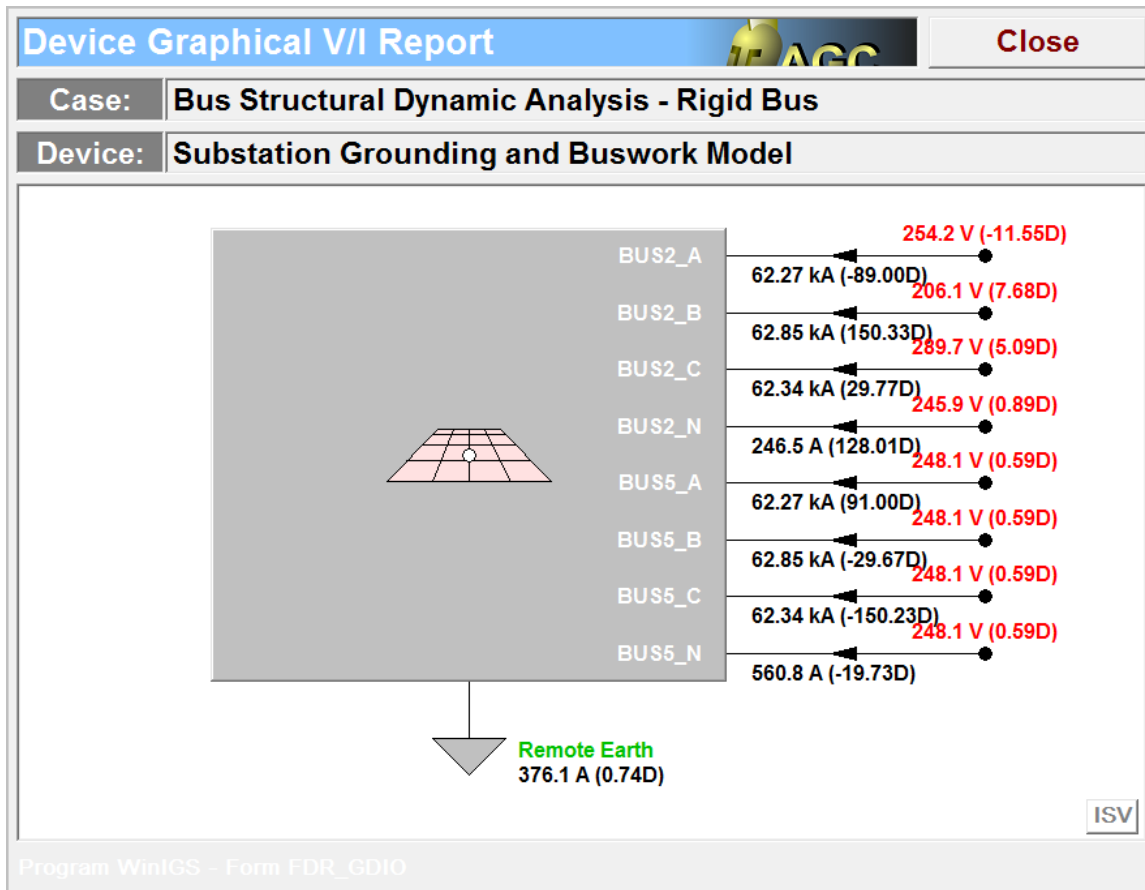 Device Graphical V/I Report
AGC
Close
Case: Bus Structural Dynamic Analysis - Rigid Bus
Device: Substation Grounding and Buswork Model
254.2 V (-11.55D)
BUS2_A
62.27 kA (-89.00D)
206.1 V (7.68D)
BUS2_B
62.85 kA (150.33D)
289.7 V (5.09D)
BUS2_C
62.34 kA (29.77D)
245.9 V (0.89D)
BUS2_N
246.5 A (128.01D)
248.1 V (0.59D)
BUS5_A
62.27 kA (91.00D)
248.1 V (0.59D)
BUS5_B
62.85 kA (-29.67D)
248.1 V (0.59D)
BUS5_C
62.34 kA (-150.23D)
248.1 V (0.59D)
BUS5_N
560.8 A (-19.73D)
Remote Earth
376.1 A (0.74D)
ISV
Program WinIGS - Form FDR_GDIO